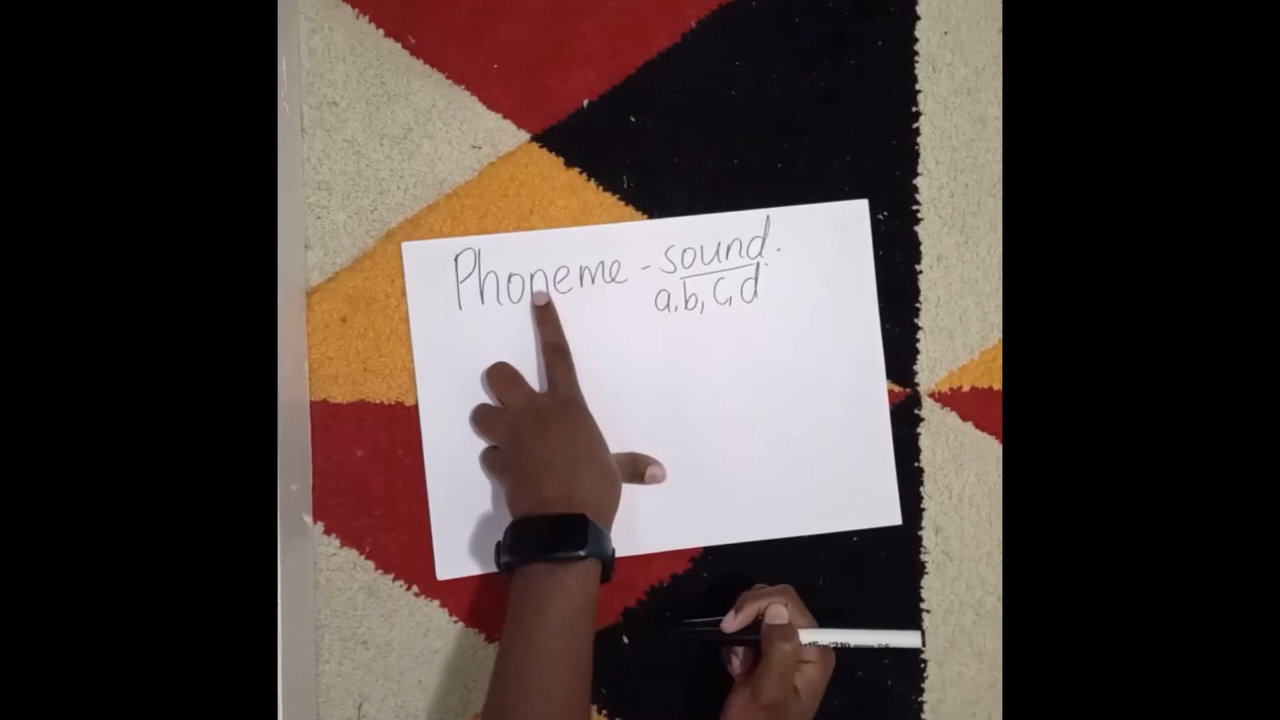 Phoneme - sound.
a, b, c, d